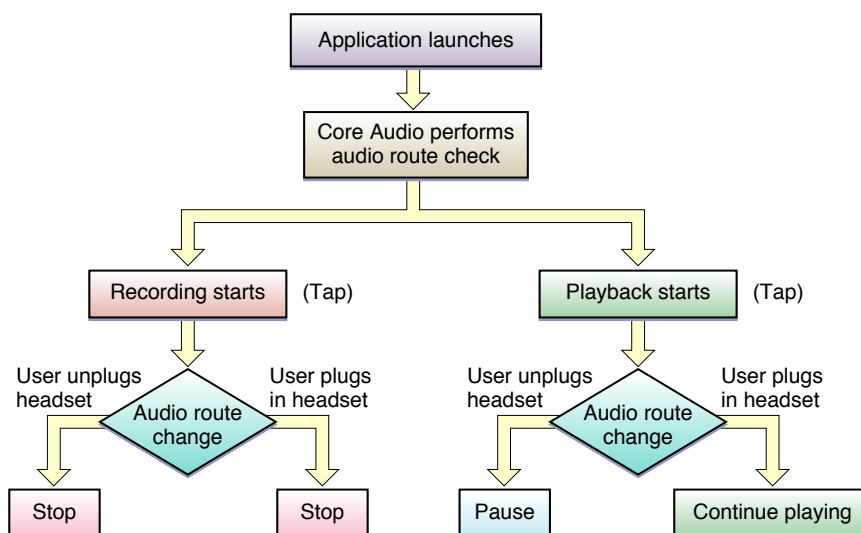 Application launches
Core Audio performs
audio route check
Recording starts
(Tap)
Playback starts
(Tap)
User unplugs
headset
Audio route
change
User plugs
in headset
User unplugs
headset
Audio route
change
User plugs
in headset
Stop
Stop
Pause
Continue playing